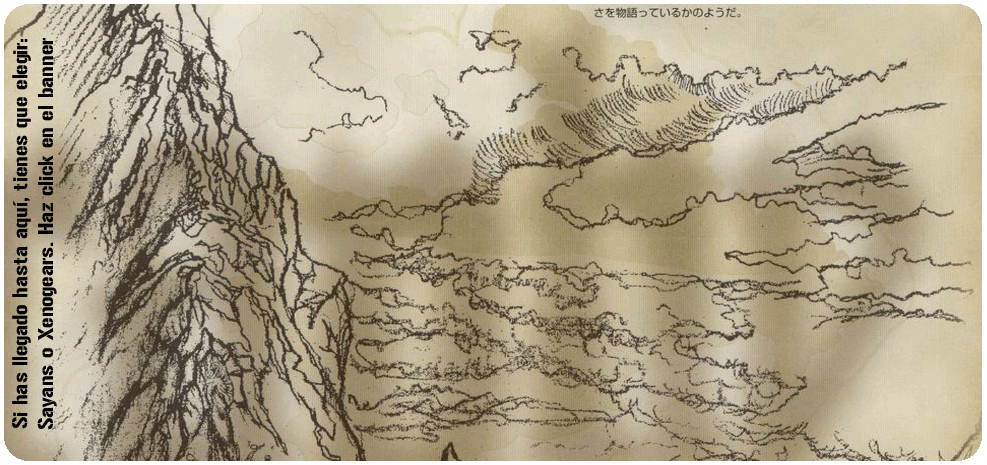 さを物語っているかのようだ。
Si has llegado hasta aquí, tienes que elegir:
Sayans o Xenogears. Haz click en el banner